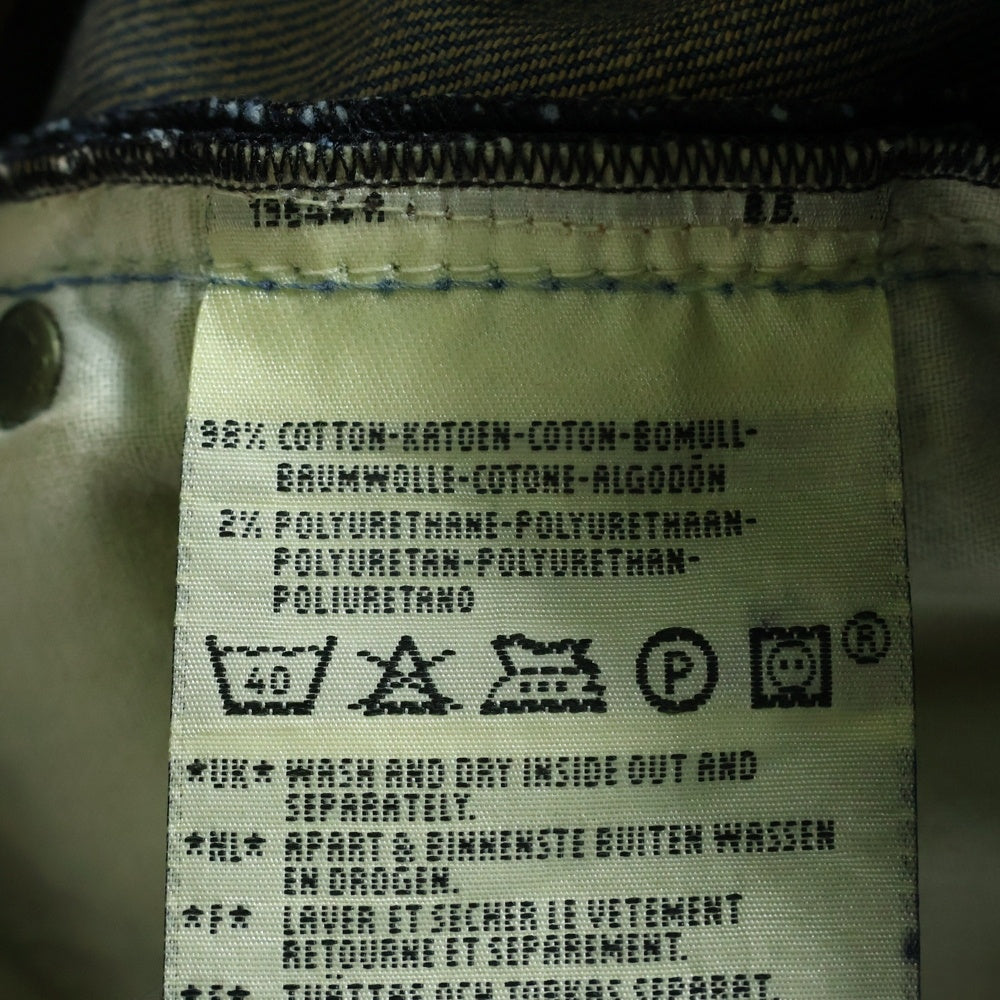 98% COTTON-KATOEN-COTON-BOMULL-
BAUMWOLLE-COTONE-ALGODÓN
2% POLYURETHANE-POLYURETHAAN-
POLYURETAN-POLYURETHAN-
POLIURETANO
40 P ®
*UK* WASH AND DRY INSIDE OUT AND
SEPARATELY.
*NL* APART & BINNENSTE BUITEN WASSEN
EN DROGEN.
*F* LAVER ET SECHER LE VETEMENT
RETOURNE ET SEPAREMENT.